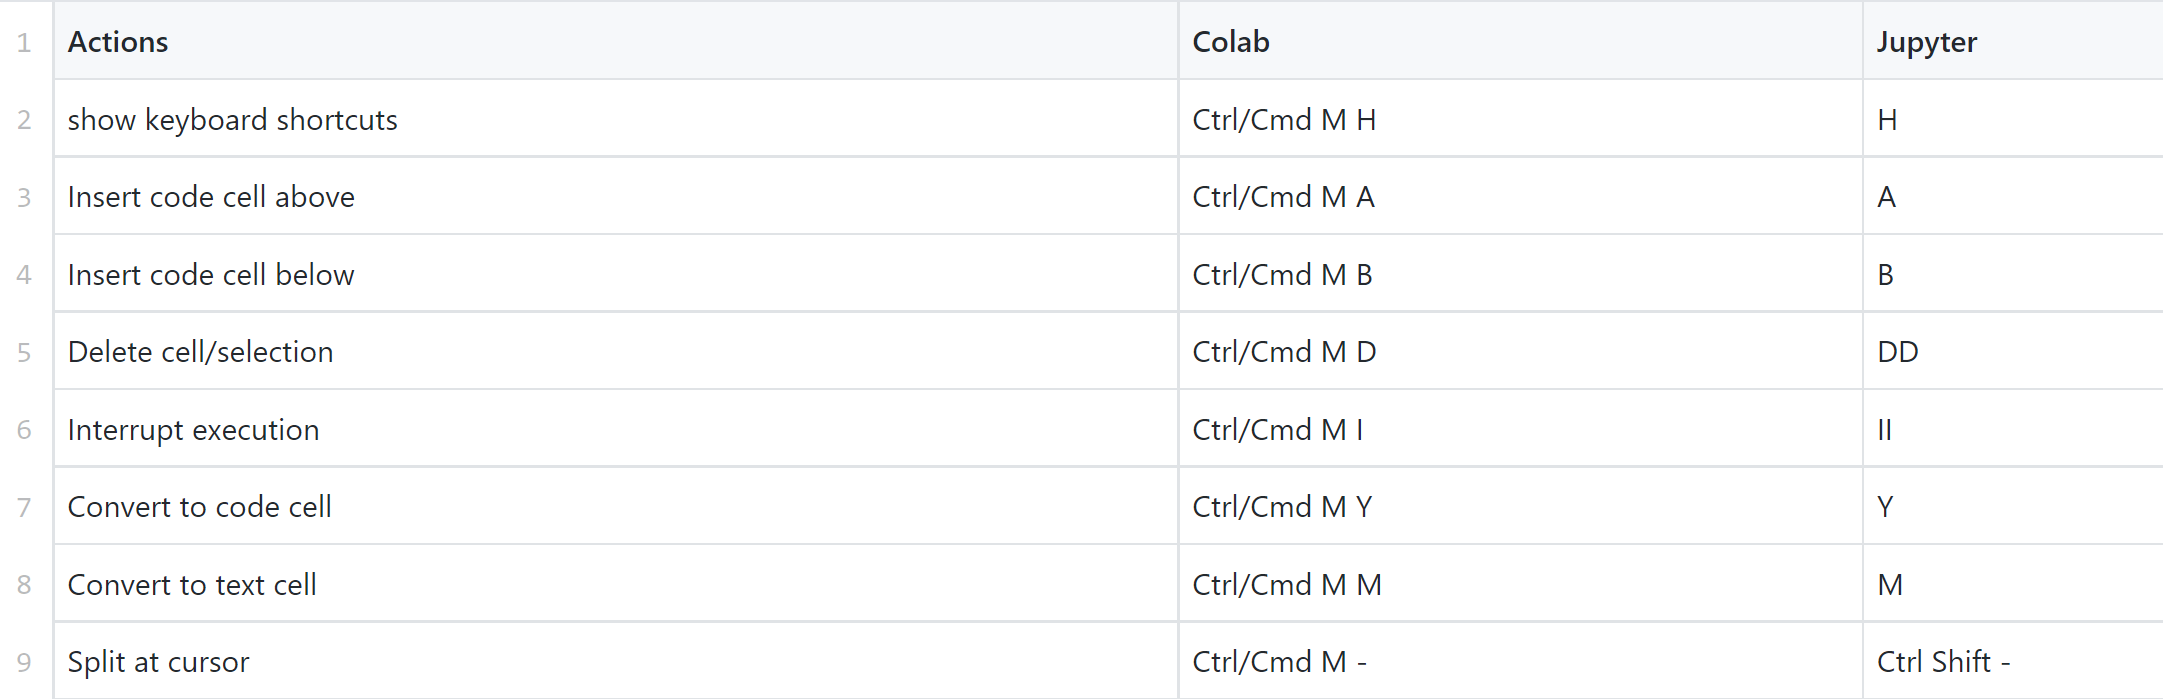 1 Actions Colab Jupyter
2 show keyboard shortcuts Ctrl/Cmd M H H
3 Insert code cell above Ctrl/Cmd M A A
4 Insert code cell below Ctrl/Cmd M B B
5 Delete cell/selection Ctrl/Cmd M D DD
6 Interrupt execution Ctrl/Cmd M I II
7 Convert to code cell Ctrl/Cmd M Y Y
8 Convert to text cell Ctrl/Cmd M M M
9 Split at cursor Ctrl/Cmd M - Ctrl Shift -